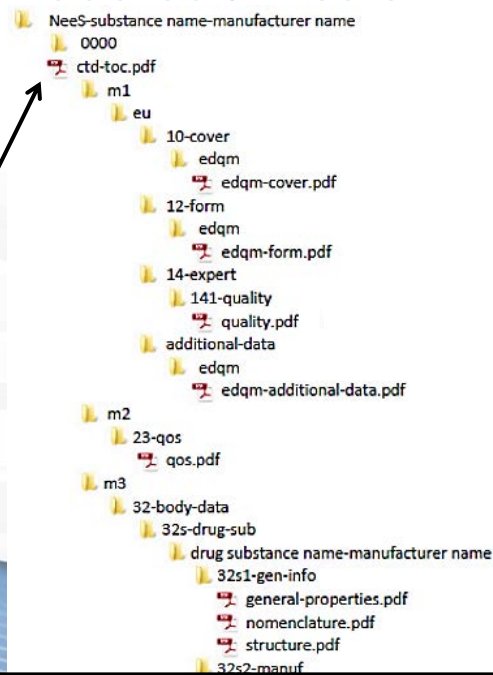 NeeS-substance name-manufacturer name
0000
ctd-toc.pdf
m1
eu
10-cover
edqm
edqm-cover.pdf
12-form
edqm
edqm-form.pdf
14-expert
141-quality
quality.pdf
additional-data
edqm
edqm-additional-data.pdf
m2
23-qos
qos.pdf
m3
32-body-data
32s-drug-sub
drug substance name-manufacturer name
32s1-gen-info
general-properties.pdf
nomenclature.pdf
structure.pdf
32s2-manuf